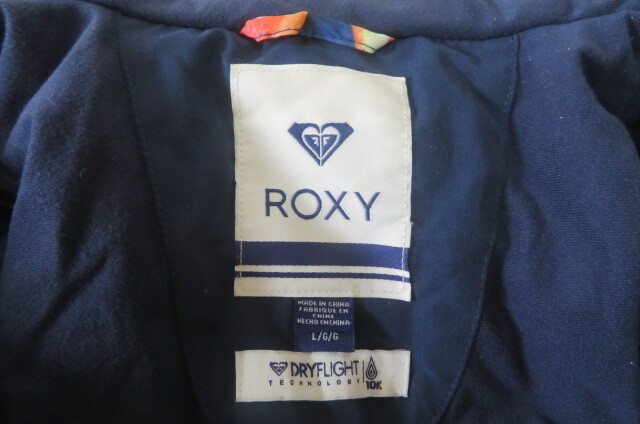 ROXY
MADE IN CHINA
FABRIQUE EN
CHINE
HECHO EN CHINA
L/G/G
DRYFLIGHT
TECHNOLOGY
10K